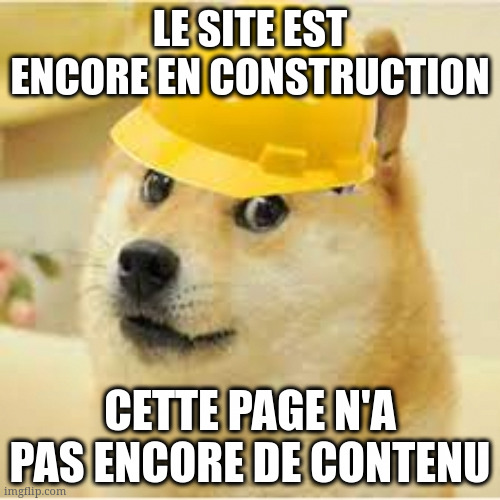 LE SITE EST
ENCORE EN CONSTRUCTION
CETTE PAGE N'A
PAS ENCORE DE CONTENU
imgflip.com